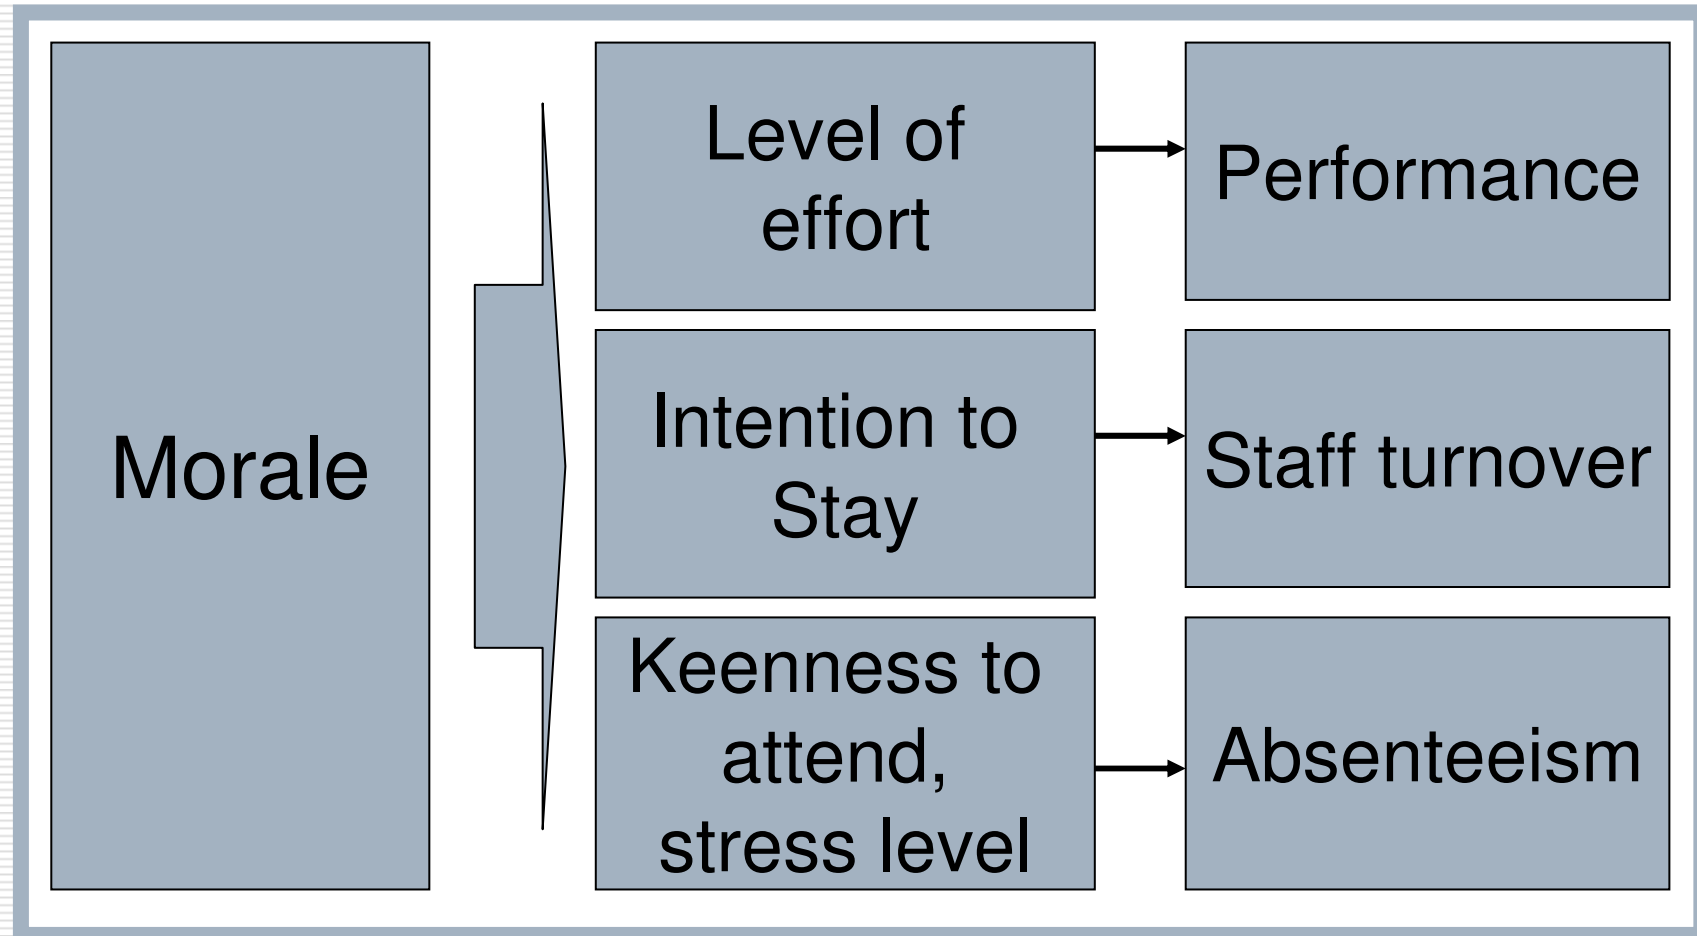 Morale
Level of
effort
Performance
Intention to
Stay
Staff turnover
Keenness to
attend,
stress level
Absenteeism